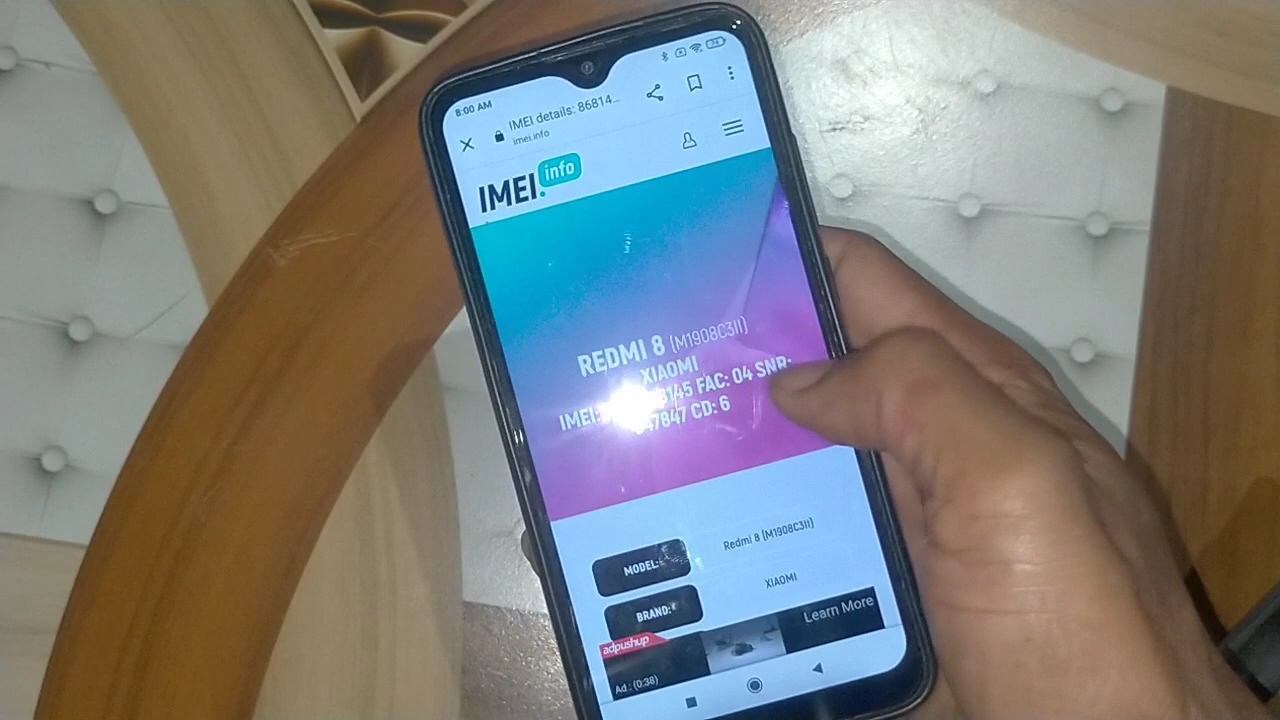 8:00 AM
IMEI details: 86814...
imei.info
IMEI.info
REDMI 8 (M1908C3II)
XIAOMI
IMEI: 145 FAC: 04 SNR:
47847 CD: 6
MODEL: Redmi 8 (M1908C3II)
BRAND: XIAOMI
adpushup
Learn More
Ad : (0:38)